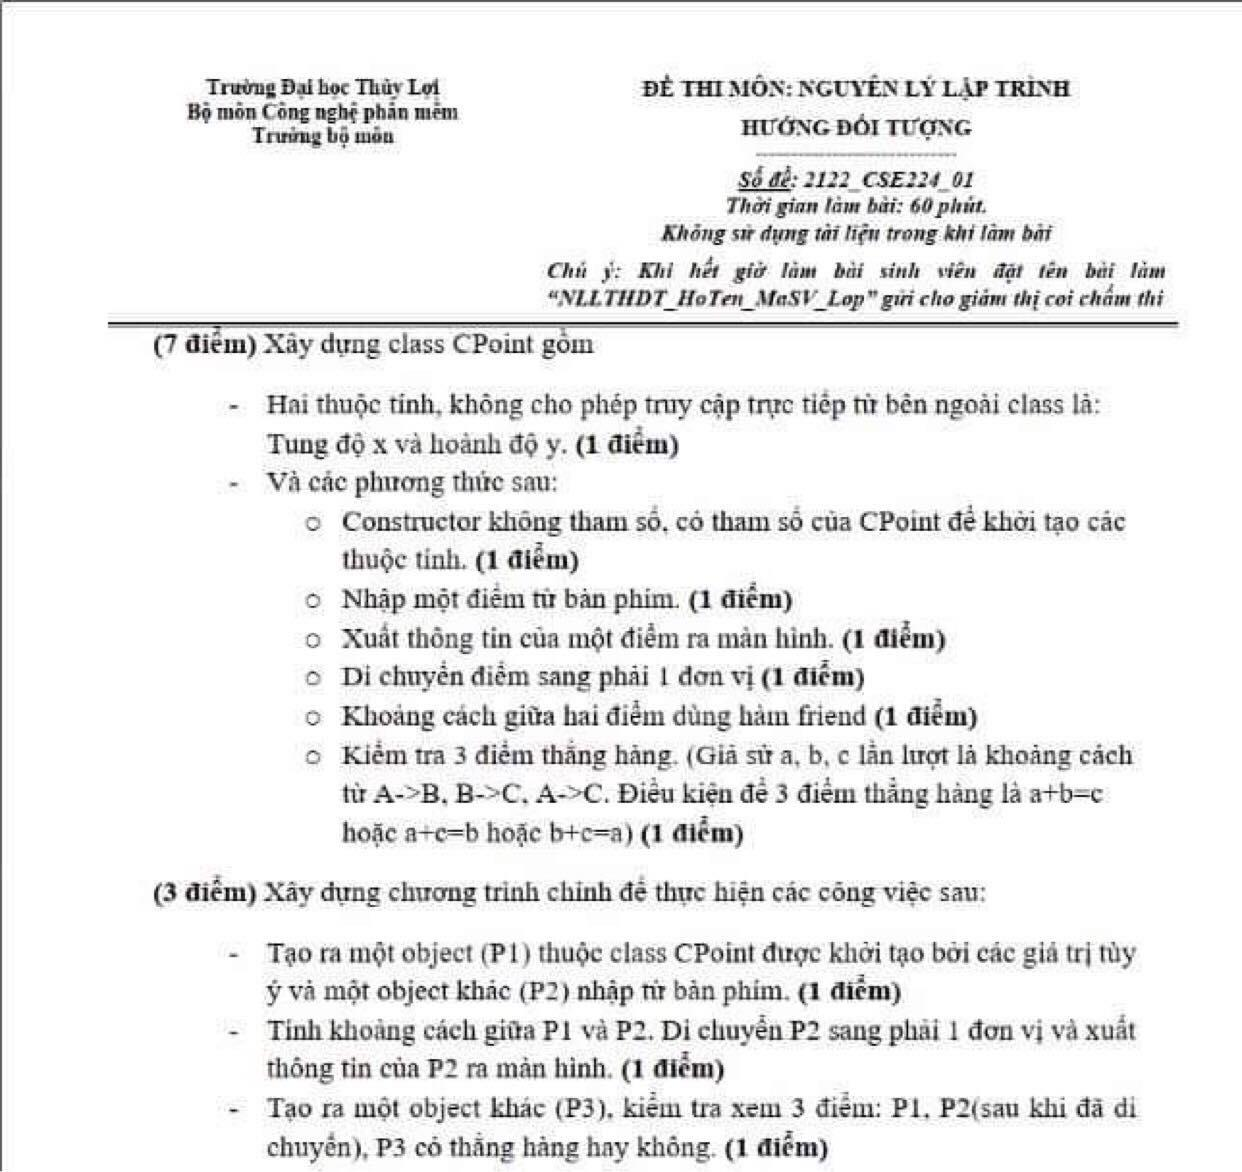 Trường Đại học Thủy Lợi
Bộ môn Công nghệ phần mềm
Trưởng bộ môn
ĐỀ THI MÔN: NGUYÊN LÝ LẬP TRÌNH
HƯỚNG ĐỐI TƯỢNG
Số đề: 2122_CSE224_01
Thời gian làm bài: 60 phút.
Không sử dụng tài liệu trong khi làm bài
Chú ý: Khi hết giờ làm bài sinh viên đặt tên bài làm
“NLLTHDT_HoTen_MaSV_Lop” gửi cho giám thị coi chấm thi
(7 điểm) Xây dựng class CPoint gồm
- Hai thuộc tính, không cho phép truy cập trực tiếp từ bên ngoài class là:
Tung độ x và hoành độ y. (1 điểm)
- Và các phương thức sau:
o Constructor không tham số, có tham số của CPoint để khởi tạo các
thuộc tính. (1 điểm)
o Nhập một điểm từ bàn phím. (1 điểm)
o Xuất thông tin của một điểm ra màn hình. (1 điểm)
o Di chuyển điểm sang phải 1 đơn vị (1 điểm)
o Khoảng cách giữa hai điểm dùng hàm friend (1 điểm)
o Kiểm tra 3 điểm thẳng hàng. (Giả sử a, b, c lần lượt là khoảng cách
từ A->B, B->C, A->C. Điều kiện để 3 điểm thẳng hàng là a+b=c
hoặc a+c=b hoặc b+c=a) (1 điểm)
(3 điểm) Xây dựng chương trình chính để thực hiện các công việc sau:
- Tạo ra một object (P1) thuộc class CPoint được khởi tạo bởi các giá trị tùy
ý và một object khác (P2) nhập từ bàn phím. (1 điểm)
- Tính khoảng cách giữa P1 và P2. Di chuyển P2 sang phải 1 đơn vị và xuất
thông tin của P2 ra màn hình. (1 điểm)
- Tạo ra một object khác (P3), kiểm tra xem 3 điểm: P1, P2(sau khi đã di
chuyển), P3 có thẳng hàng hay không. (1 điểm)